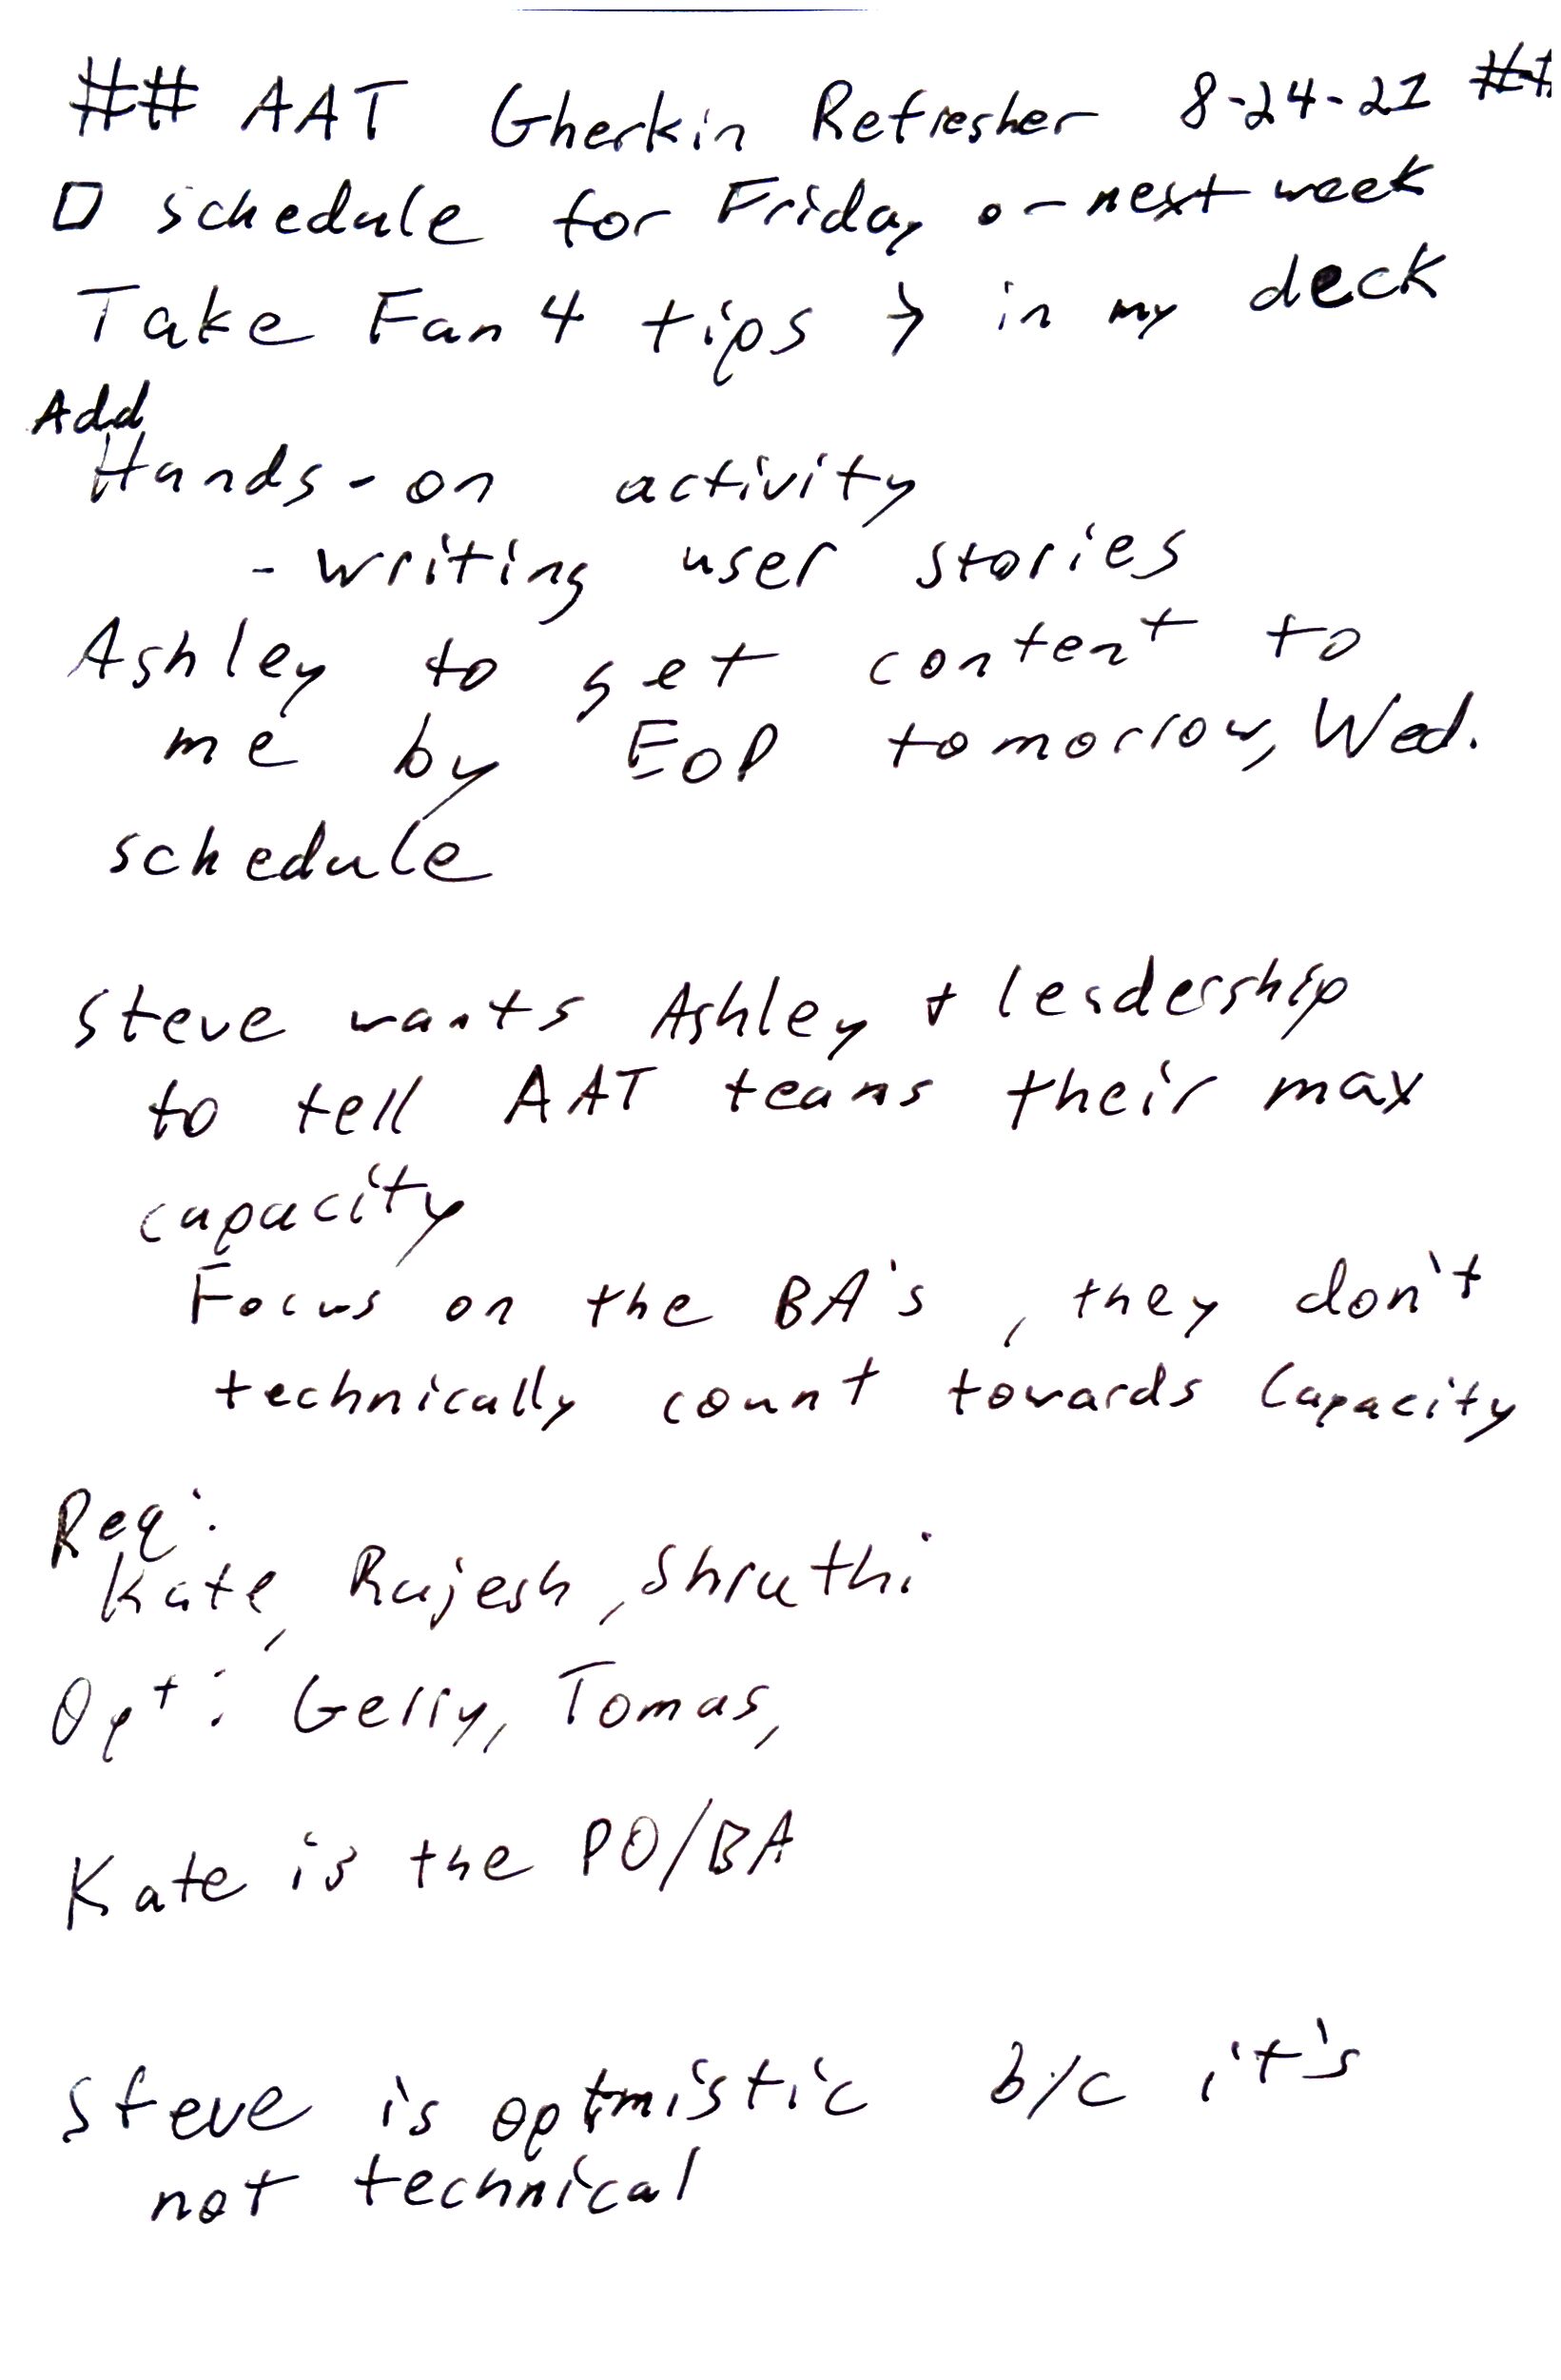 ## AAT Gherkin Refresher 8-24-21 ##
☐ schedule for Friday or next week
Take Fan 4 tips → in my deck
Add
Hands-on activity
- writing user stories
Ashley to get content to
me by EOD tomorrow, Wed.
schedule
Steve wants Ashley + leadership
to tell AAT teams their max
capacity
Focus on the BA's, they don't
technically count towards capacity
Req:
Kate, Rajesh, Shruthi
Opt: Gerry, Tomas,
Kate is the PO/BA
Steve is optmistic b/c it's
not technical